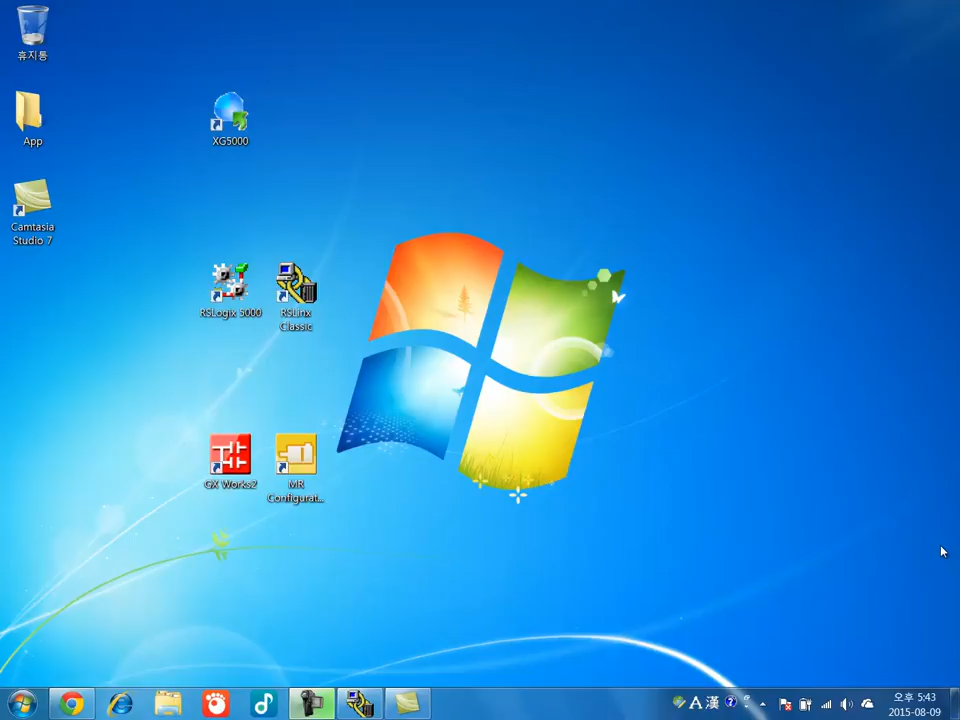 휴지통
App
XG5000
Camtasia
Studio 7
RSLogix 5000
RSLinx
Classic
GX Works2
MR
Configurat...
A 漢
오후 5:43
2015-08-09